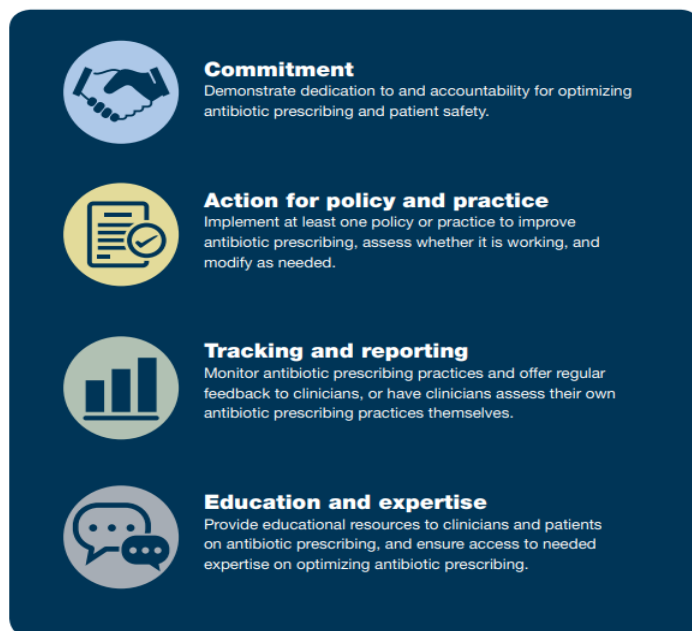 Commitment
Demonstrate dedication to and accountability for optimizing
antibiotic prescribing and patient safety.
Action for policy and practice
Implement at least one policy or practice to improve
antibiotic prescribing, assess whether it is working, and
modify as needed.
Tracking and reporting
Monitor antibiotic prescribing practices and offer regular
feedback to clinicians, or have clinicians assess their own
antibiotic prescribing practices themselves.
Education and expertise
Provide educational resources to clinicians and patients
on antibiotic prescribing, and ensure access to needed
expertise on optimizing antibiotic prescribing.